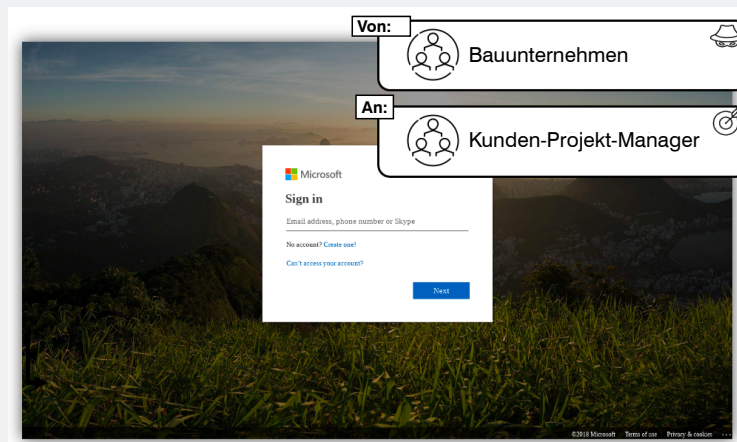 Von:
Bauunternehmen
An:
Kunden-Projekt-Manager
Microsoft
Sign in
Email address, phone number or Skype
No account? Create one!
Can't access your account?
Next
©2018 Microsoft Terms of use Privacy & cookies ...